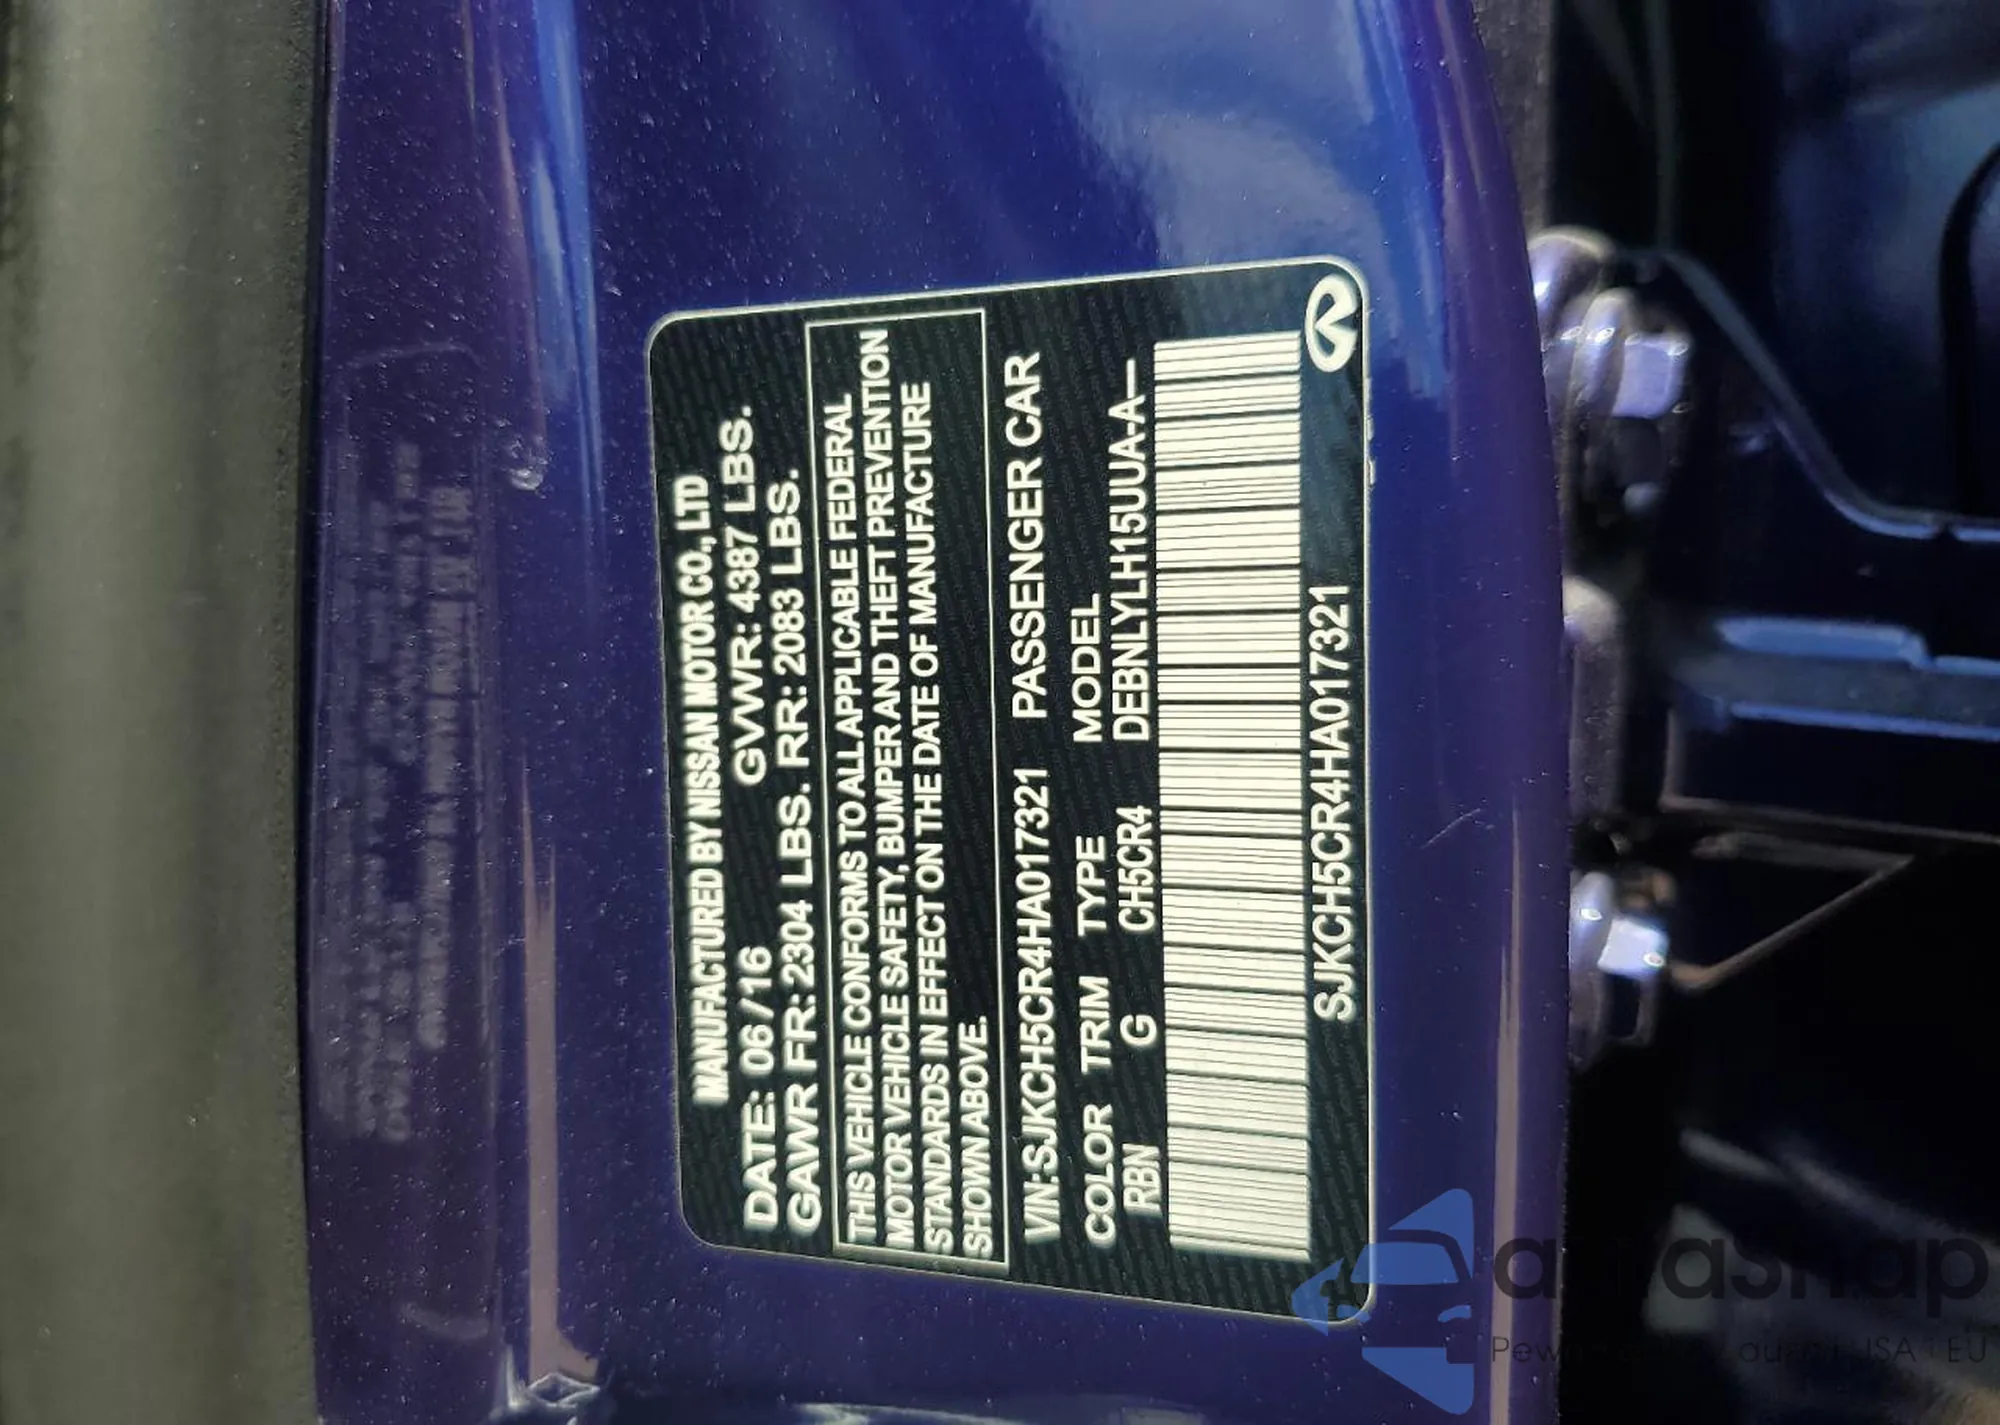 MANUFACTURED BY NISSAN MOTOR CO., LTD
DATE: 06 /16 GVWR: 4387 LBS.
GAWR FR: 2304 LBS. RR: 2083 LBS.
THIS VEHICLE CONFORMS TO ALL APPLICABLE FEDERAL
MOTOR VEHICLE SAFETY, BUMPER AND THEFT PREVENTION
STANDARDS IN EFFECT ON THE DATE OF MANUFACTURE
SHOWN ABOVE.
VIN:SJKCH5CR4HA017321 PASSENGER CAR
COLOR TRIM TYPE MODEL
RBN G CH5CR4 DEBNLYLH15UUA-A—
SJKCH5CR4HA017321